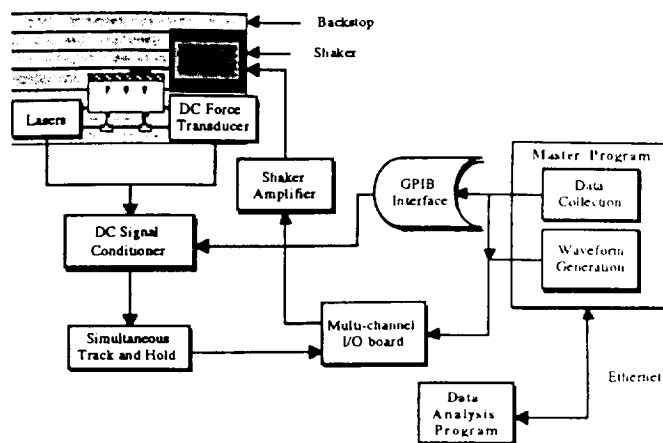 Backstop
Shaker
Lasers
DC Force
Transducer
Shaker
Amplifier
GPIB
Interface
Master Program
Data
Collection
Waveform
Generation
DC Signal
Conditioner
Simultaneous
Track and Hold
Multi-channel
I/O board
Ethernet
Data
Analysis
Program